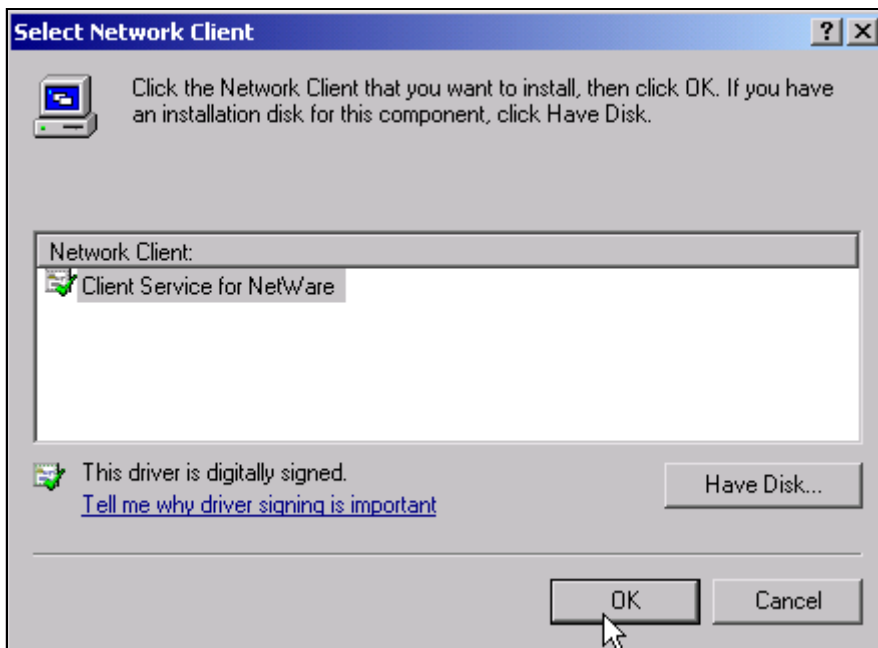 Select Network Client
Click the Network Client that you want to install, then click OK. If you have
an installation disk for this component, click Have Disk.
Network Client:
Client Service for NetWare
This driver is digitally signed.
Have Disk...
Tell me why driver signing is important
OK
Cancel